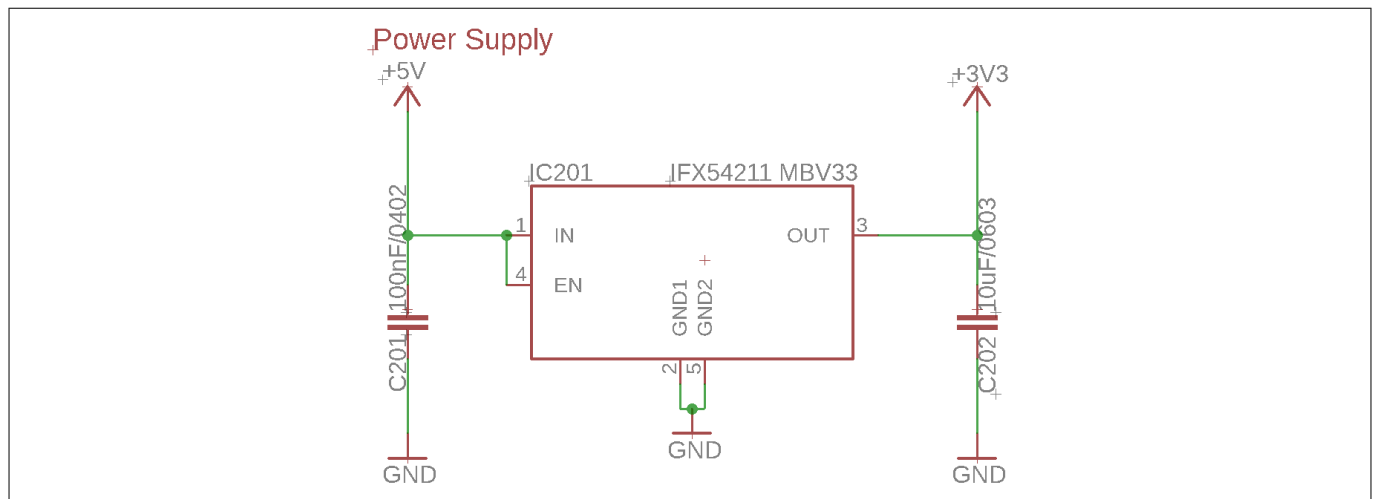 Power Supply
+5V
+3V3
IC201
IFX54211 MBV33
100nF/0402
C201
1
IN
4
EN
OUT
3
GND1
GND2
2
5
10uF/0603
C202
GND
GND
GND